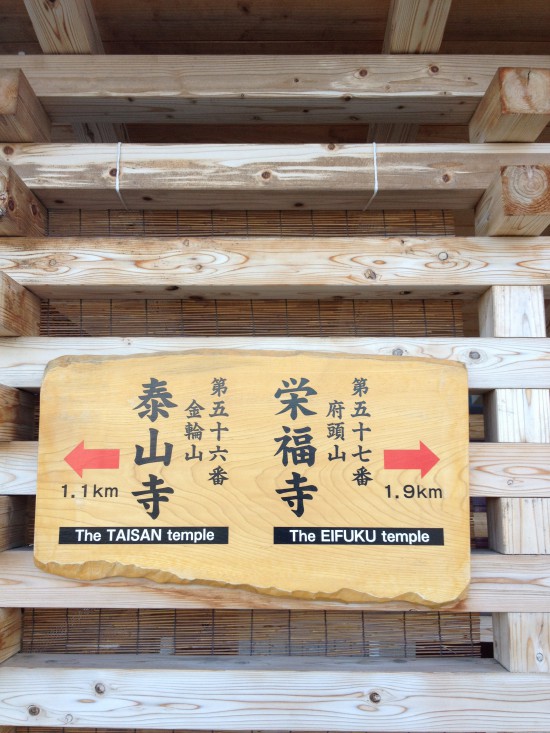 第五十七番
府頭山
栄福寺
1.9km
The EIFUKU temple
第五十六番
金輪山
泰山寺
1.1km
The TAISAN temple